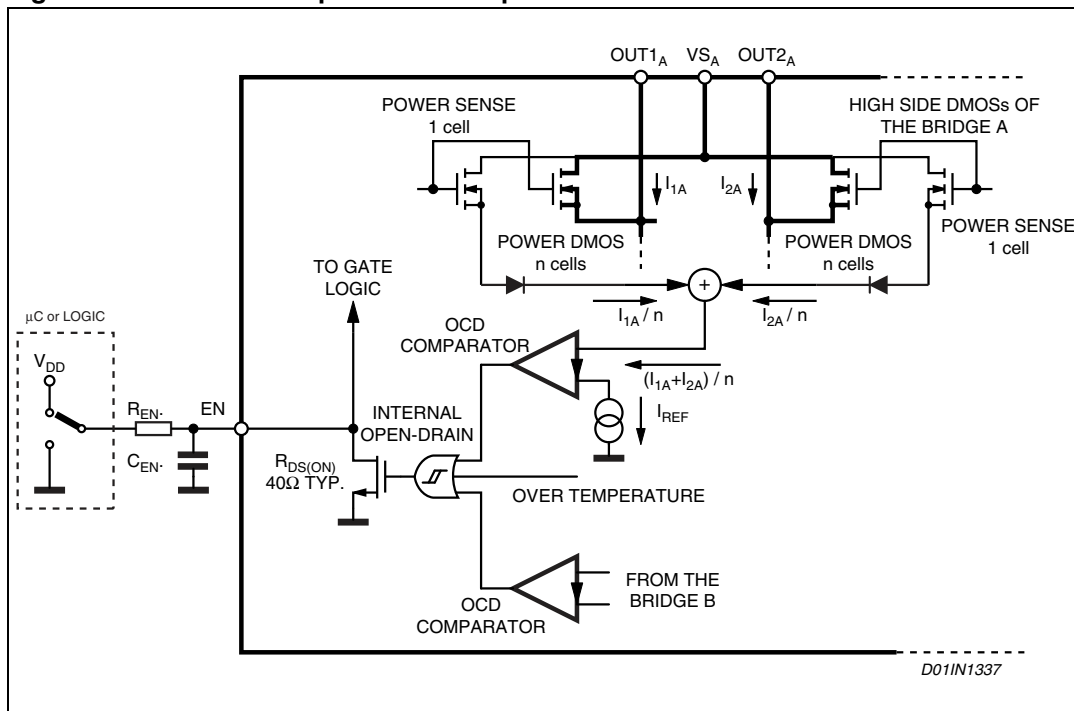 OUT1A VSA OUT2A
POWER SENSE
1 cell
HIGH SIDE DMOSs OF
THE BRIDGE A
I1A
I2A
POWER SENSE
1 cell
POWER DMOS
n cells
POWER DMOS
n cells
TO GATE
LOGIC
+
I1A / n
I2A / n
μC or LOGIC
VDD
OCD
COMPARATOR
(I1A+I2A) / n
IREF
REN.
EN
INTERNAL
OPEN-DRAIN
CEN.
RDS(ON)
40Ω TYP.
OVER TEMPERATURE
FROM THE
BRIDGE B
OCD
COMPARATOR
D01IN1337